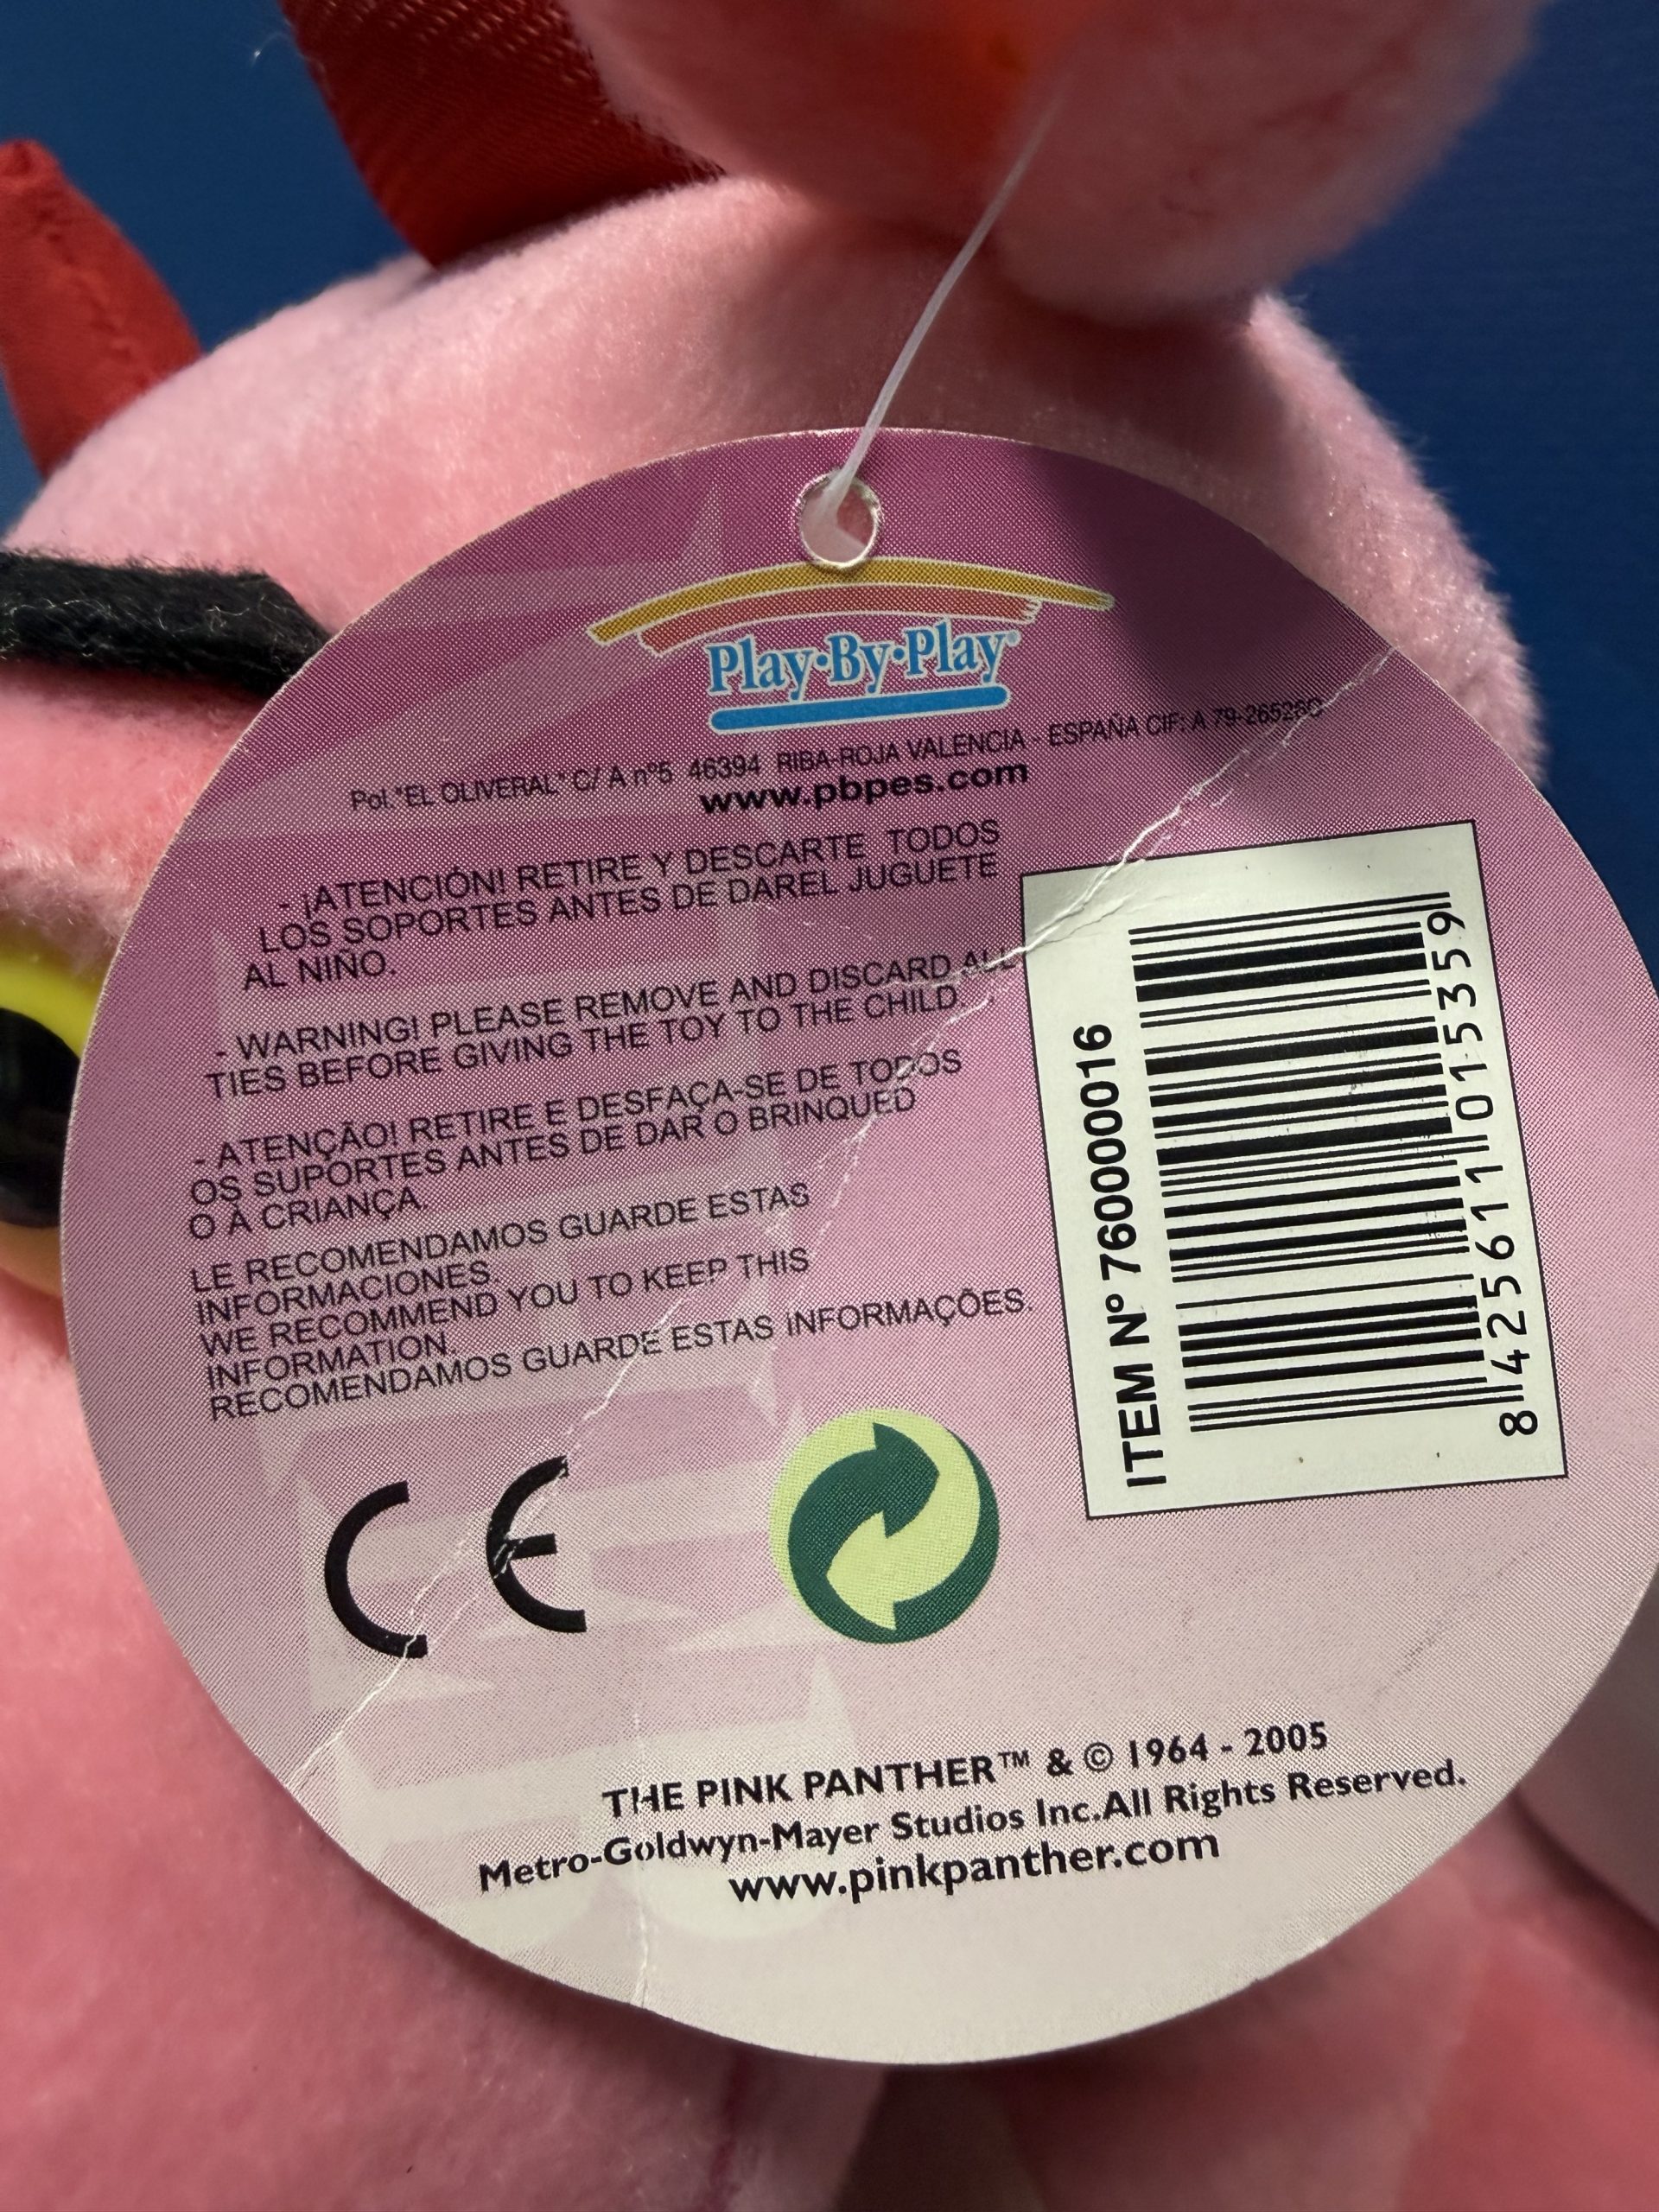 Play·By·Play®
Pol."EL OLIVERAL" C/ A nº5 46394 RIBA-ROJA VALENCIA - ESPAÑA CIF: A
www.pbpes.com
- ¡ATENCIÓN! RETIRE Y DESCARTE TODOS
LOS SOPORTES ANTES DE DAREL JUGUETE
AL NIÑO.
- WARNING! PLEASE REMOVE AND DISCARD ALL
TIES BEFORE GIVING THE TOY TO THE CHILD.
- ATENÇÃO! RETIRE E DESFAÇA-SE DE TODOS
OS SUPORTES ANTES DE DAR O BRINQUED
O À CRIANÇA.
LE RECOMENDAMOS GUARDE ESTAS
INFORMACIONES.
WE RECOMMEND YOU TO KEEP THIS
INFORMATION.
RECOMENDAMOS GUARDE ESTAS iNFORMAÇÕES.
ITEM Nº 760000016
8 425611 015359
CE
THE PINK PANTHER™ & © 1964 - 2005
Metro-Goldwyn-Mayer Studios Inc.All Rights Reserved.
www.pinkpanther.com